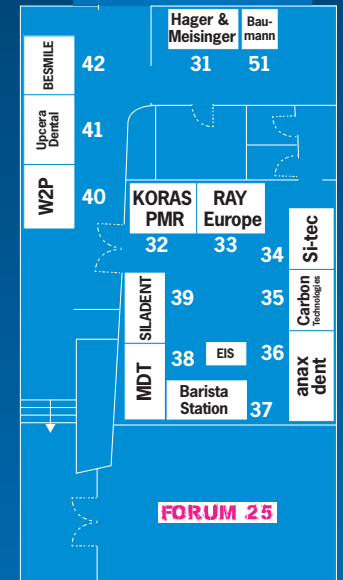 Hager &
Meisinger
31
Bau-
mann
51
BESMILE
42
Upcera
Dental
41
W2P
40
KORAS
PMR
32
RAY
Europe
33
34
Si-tec
SILADENT
39
35
Carbon
Technologies
MDT
38
EIS
36
anax
dent
Barista
Station
37
FORUM 25